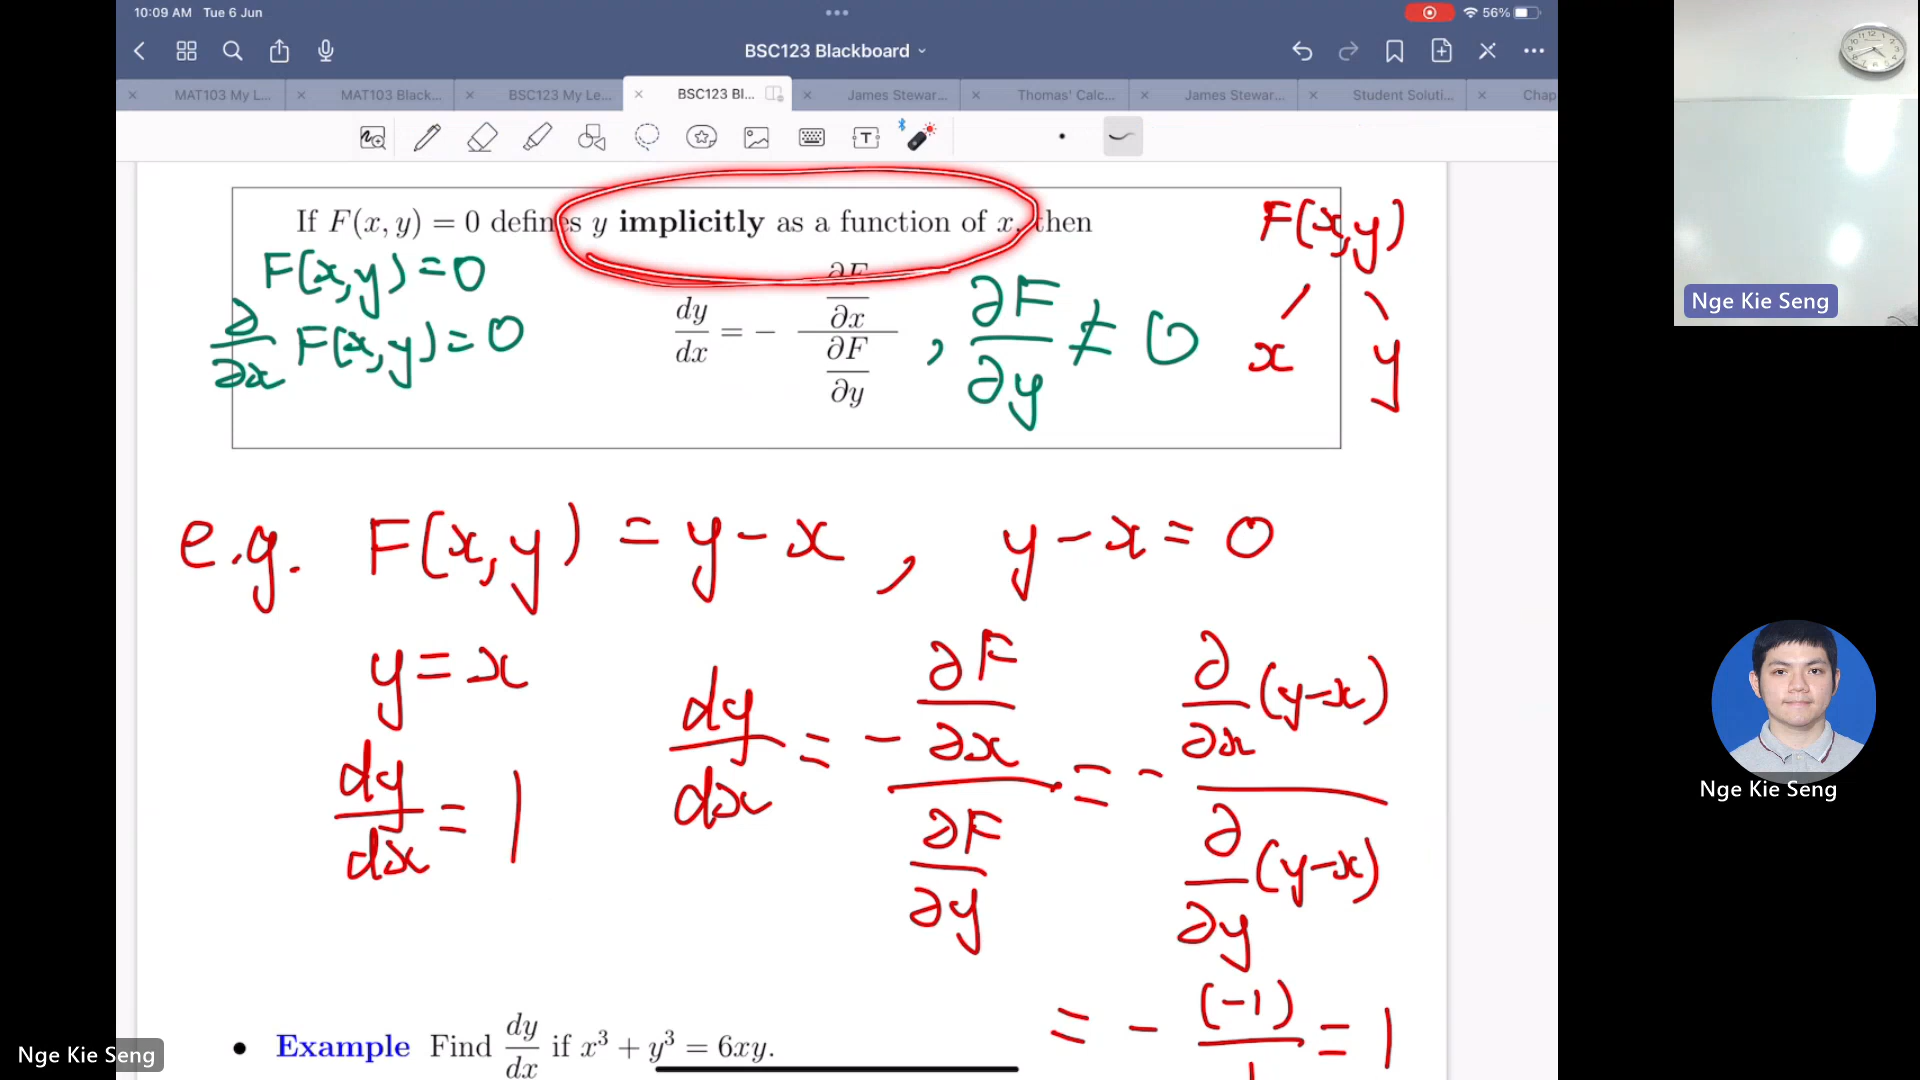 10:09 AM Tue 6 Jun
56%
BSC123 Blackboard
MAT103 My L...
MAT103 Black...
BSC123 My Le...
BSC123 Bl...
James Stewar...
Thomas' Calc...
James Stewar...
Student Soluti...
Chap
If F(x, y) = 0 defines y implicitly as a function of x, then
F(x,y)
F(x,y) = 0
∂/∂x F(x,y) = 0
dy/dx = − (∂F/∂x)/(∂F/∂y) , ∂F/∂y ≠ 0
x y
e.g. F(x,y) = y-x , y-x = 0
y = x
dy/dx = 1
dy/dx = - (∂F/∂x)/(∂F/∂y) = - (∂/∂x (y-x))/(∂/∂y (y-x))
= - (-1)/1 = 1
• Example Find dy/dx if x³ + y³ = 6xy.
Nge Kie Seng
Nge Kie Seng
Nge Kie Seng